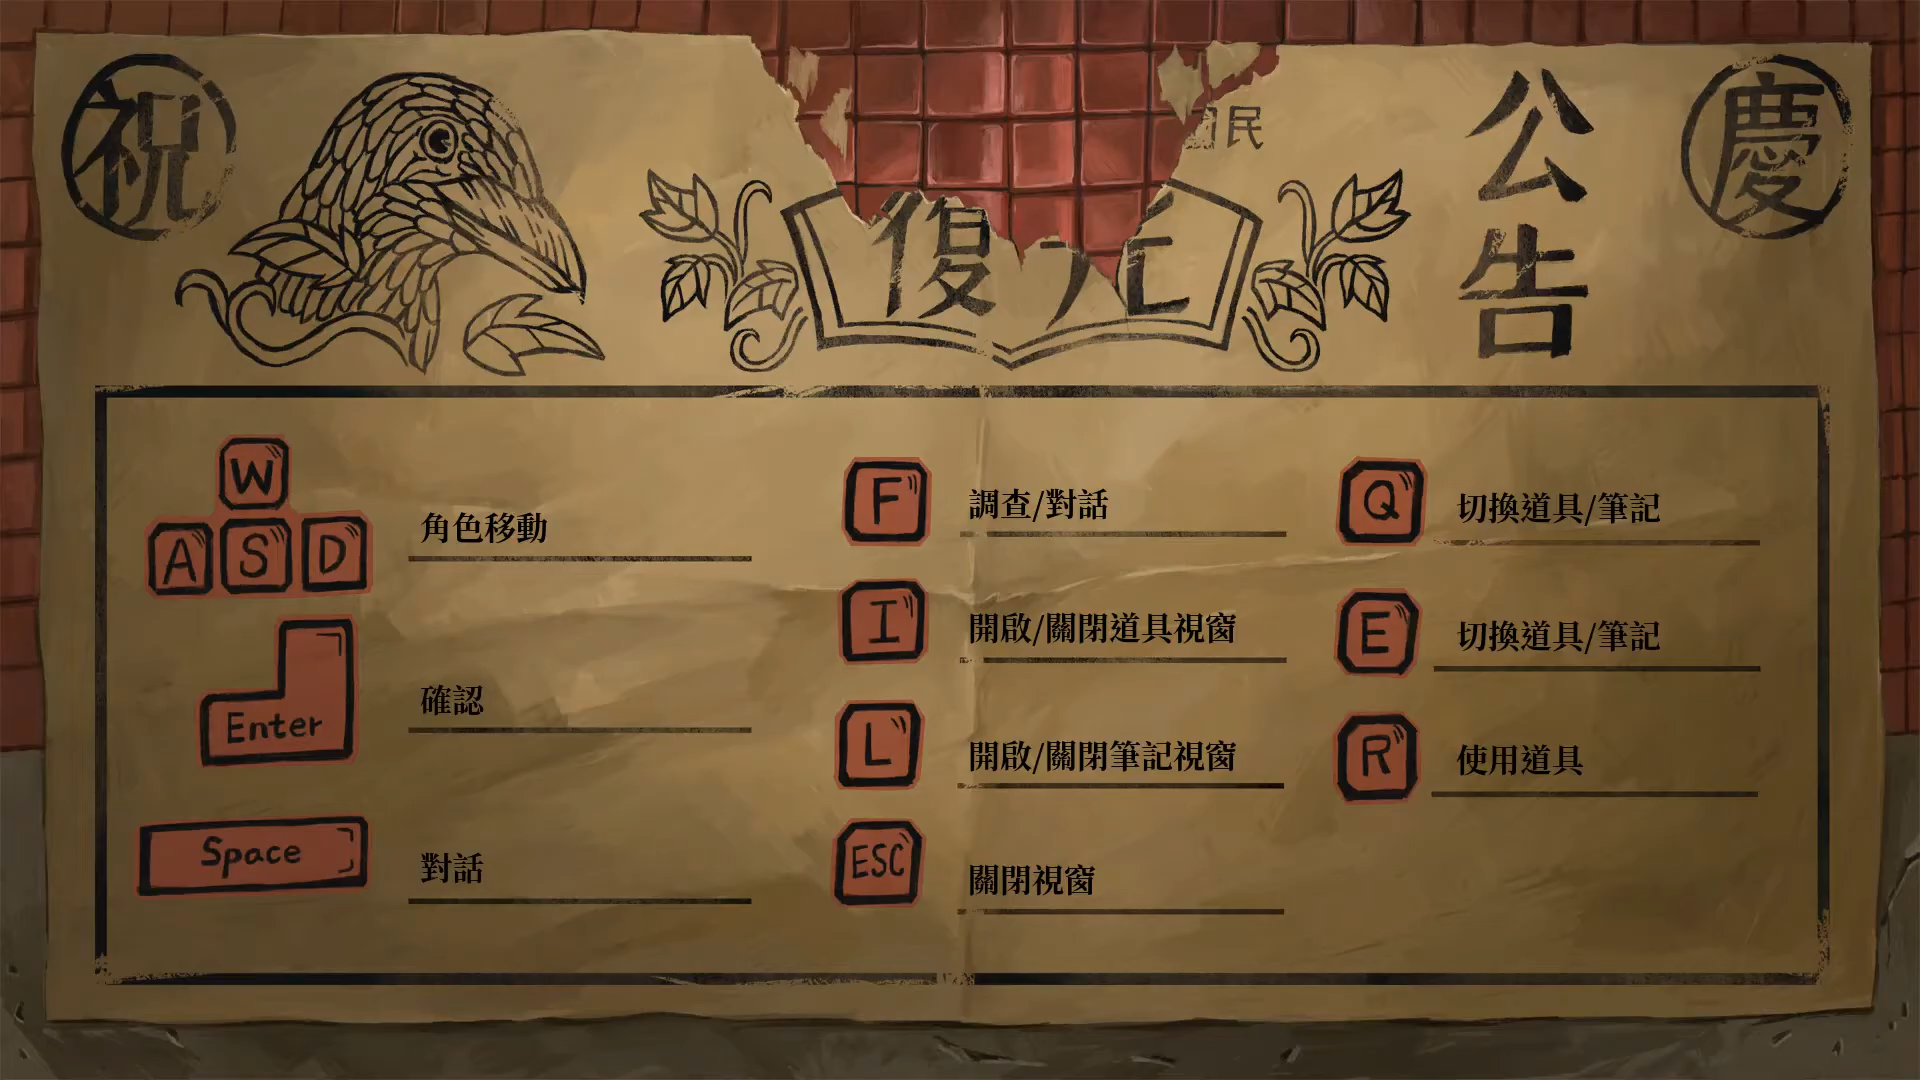 祝
公告
慶
民
復
W
A S D
角色移動
Enter
確認
Space
對話
F
調查/對話
I
開啟/關閉道具視窗
L
開啟/關閉筆記視窗
ESC
關閉視窗
Q
切換道具/筆記
E
切換道具/筆記
R
使用道具